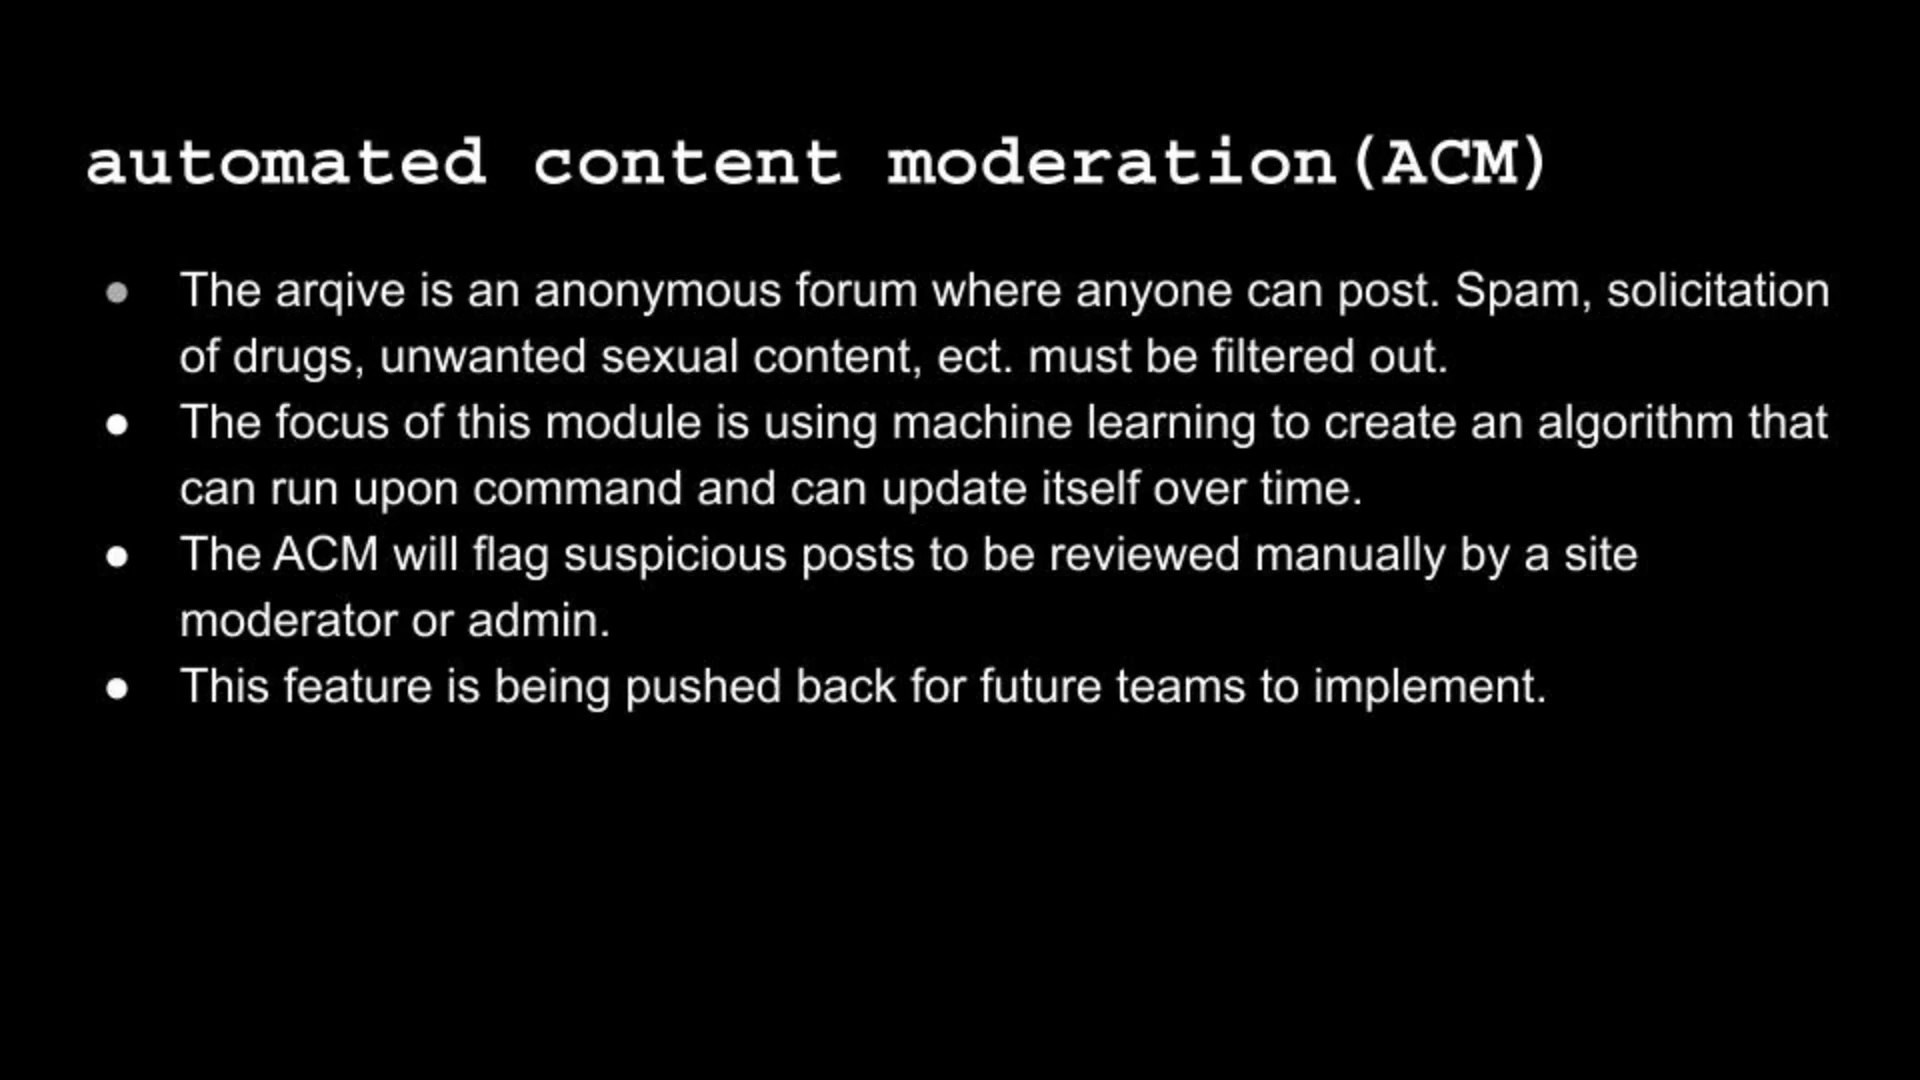 automated content moderation(ACM)
● The arqive is an anonymous forum where anyone can post. Spam, solicitation
of drugs, unwanted sexual content, ect. must be filtered out.
● The focus of this module is using machine learning to create an algorithm that
can run upon command and can update itself over time.
● The ACM will flag suspicious posts to be reviewed manually by a site
moderator or admin.
● This feature is being pushed back for future teams to implement.